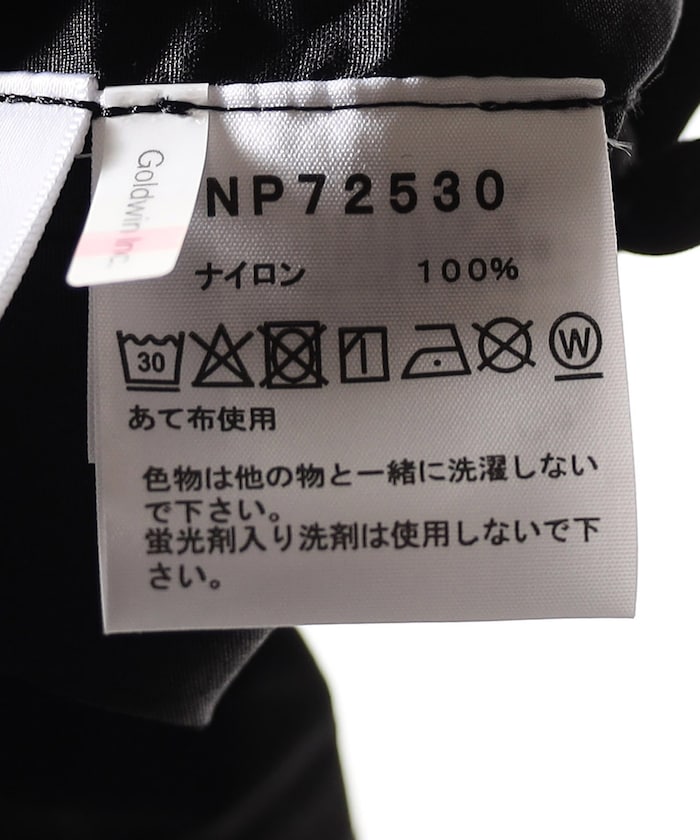 Goldwin Inc
NP72530
ナイロン 100%
30
W
あて布使用
色物は他の物と一緒に洗濯しない
で下さい。
蛍光剤入り洗剤は使用しないで下
さい。